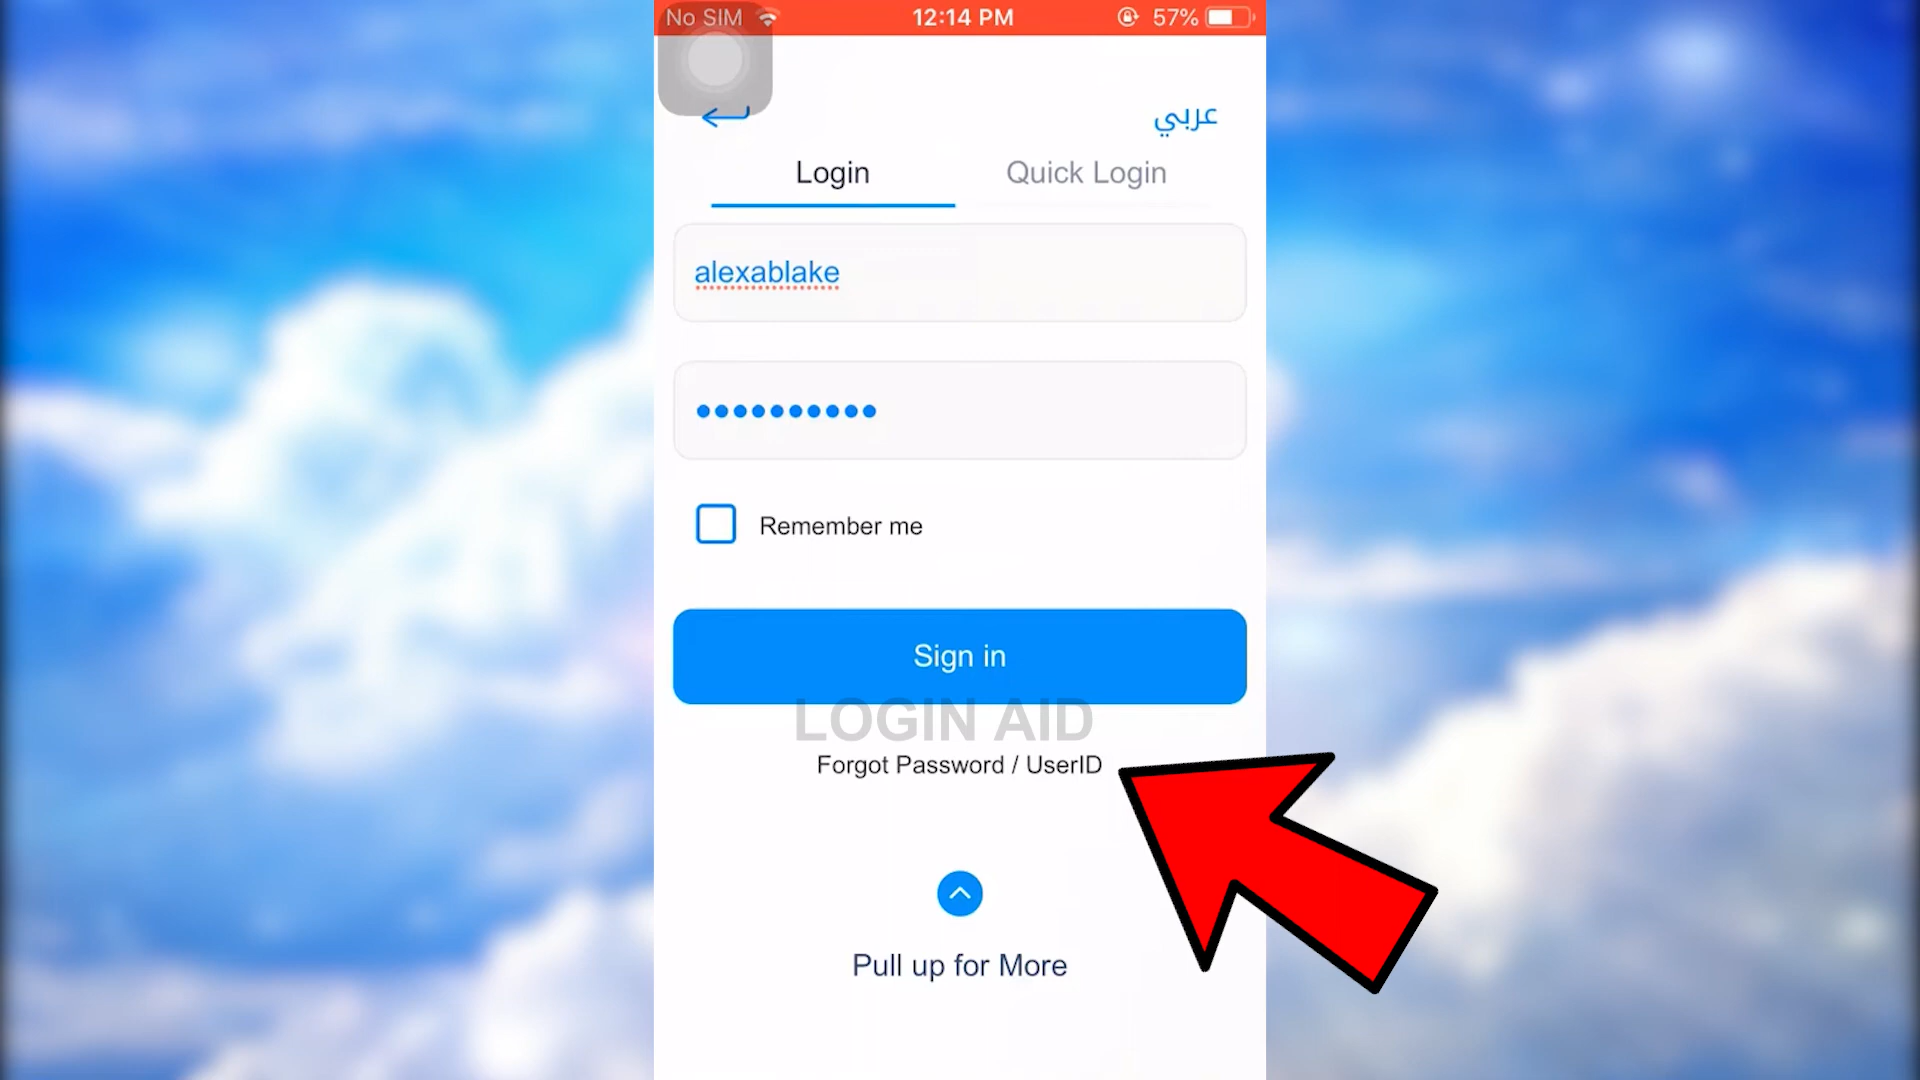 No SIM 12:14 PM 57%
عربي
Login Quick Login
alexablake
Remember me
Sign in
LOGIN AID
Forgot Password / UserID
Pull up for More